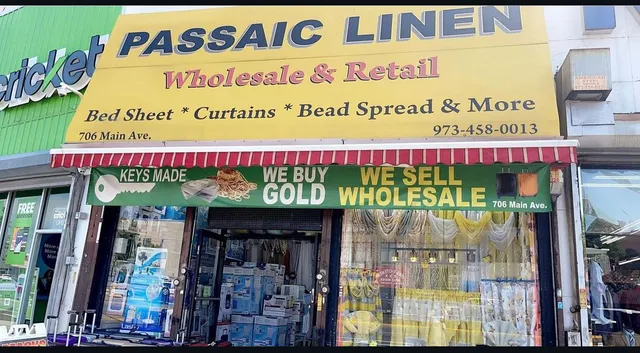 PASSAIC LINEN
cricket
Wholesale & Retail
Bed Sheet * Curtains * Bead Spread & More
706 Main Ave.
973-458-0013
KEYS MADE
WE BUY
GOLD
WE SELL
WHOLESALE
706 Main Ave.
FREE